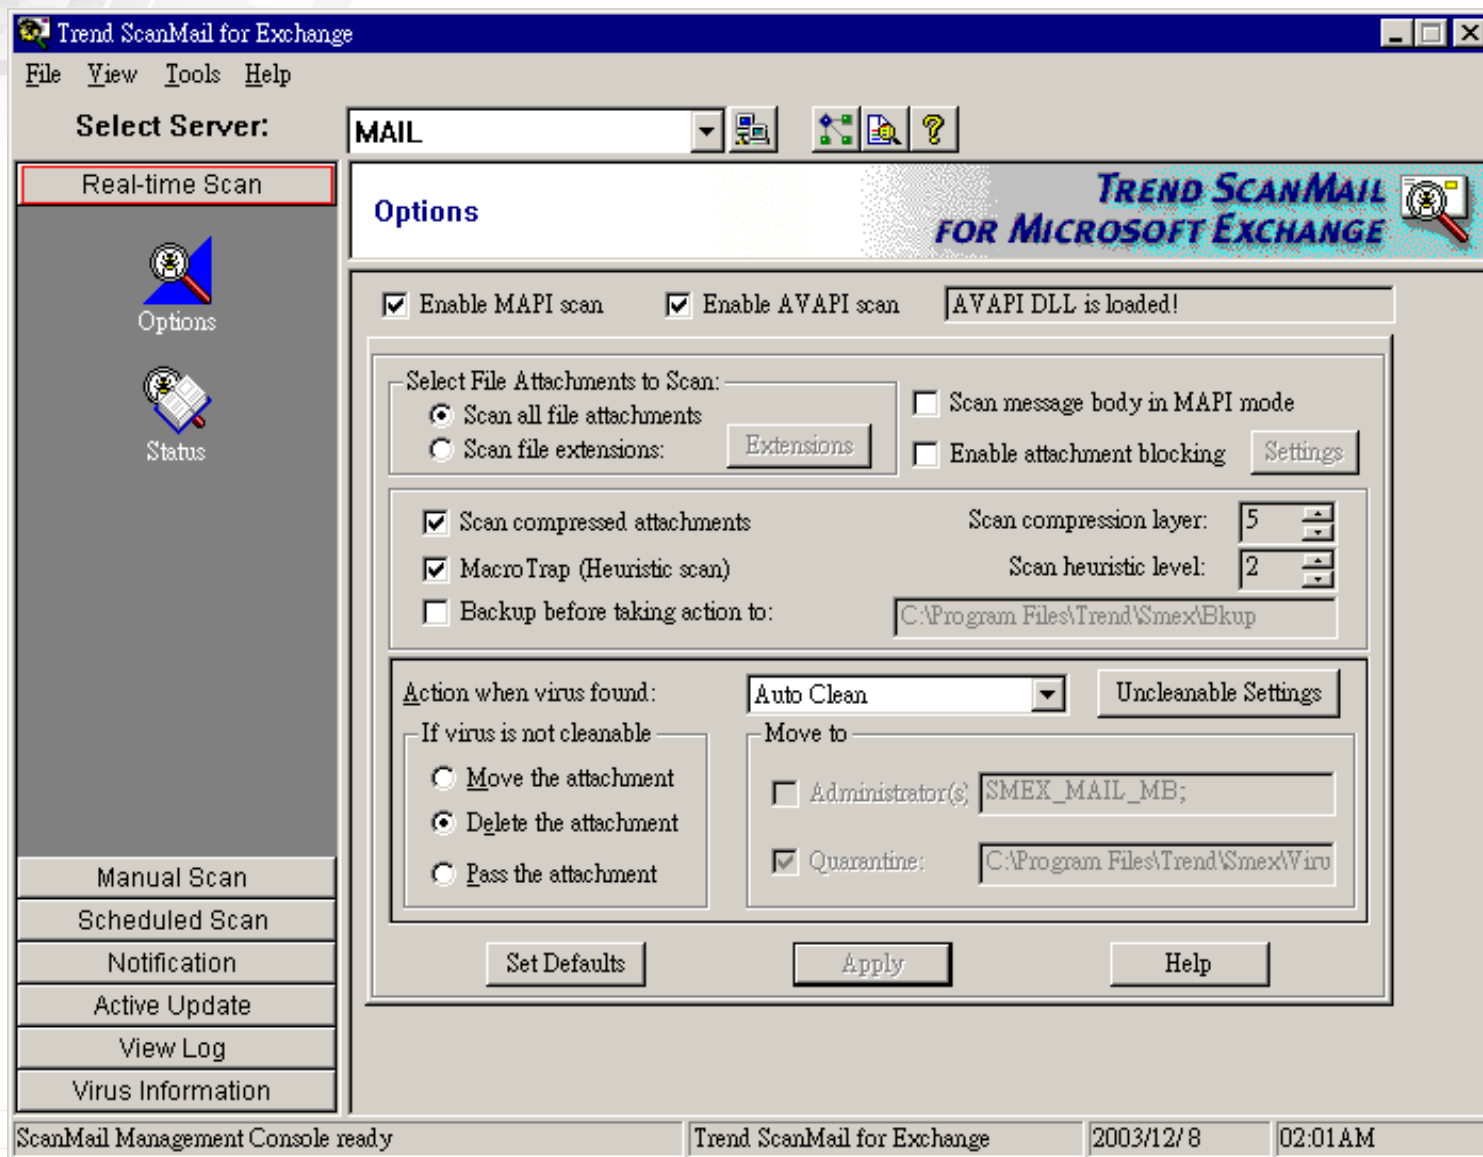 Trend ScanMail for Exchange
File View Tools Help
Select Server: MAIL
Real-time Scan
Options
Status
Manual Scan
Scheduled Scan
Notification
Active Update
View Log
Virus Information
Options
TREND SCANMAIL
FOR MICROSOFT EXCHANGE
Enable MAPI scan Enable AVAPI scan AVAPI DLL is loaded!
Select File Attachments to Scan:
Scan all file attachments
Scan file extensions: Extensions
Scan message body in MAPI mode
Enable attachment blocking Settings
Scan compressed attachments Scan compression layer: 5
MacroTrap (Heuristic scan) Scan heuristic level: 2
Backup before taking action to: C:\Program Files\Trend\Smex\Bkup
Action when virus found: Auto Clean Uncleanable Settings
If virus is not cleanable
Move the attachment
Delete the attachment
Pass the attachment
Move to
Administrator(s) SMEX_MAIL_MB;
Quarantine: C:\Program Files\Trend\Smex\Viru
Set Defaults Apply Help
ScanMail Management Console ready Trend ScanMail for Exchange 2003/12/ 8 02:01AM